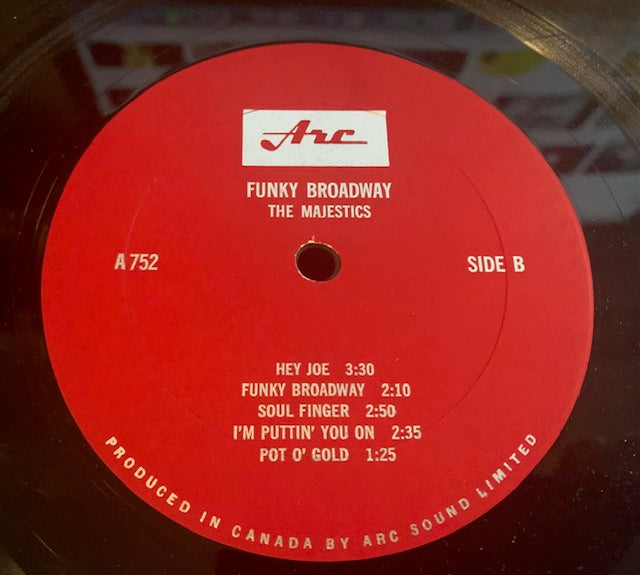 Arc
FUNKY BROADWAY
THE MAJESTICS
A 752
SIDE B
HEY JOE 3:30
FUNKY BROADWAY 2:10
SOUL FINGER 2:50
I'M PUTTIN' YOU ON 2:35
POT O' GOLD 1:25
PRODUCED IN CANADA BY ARC SOUND LIMITED